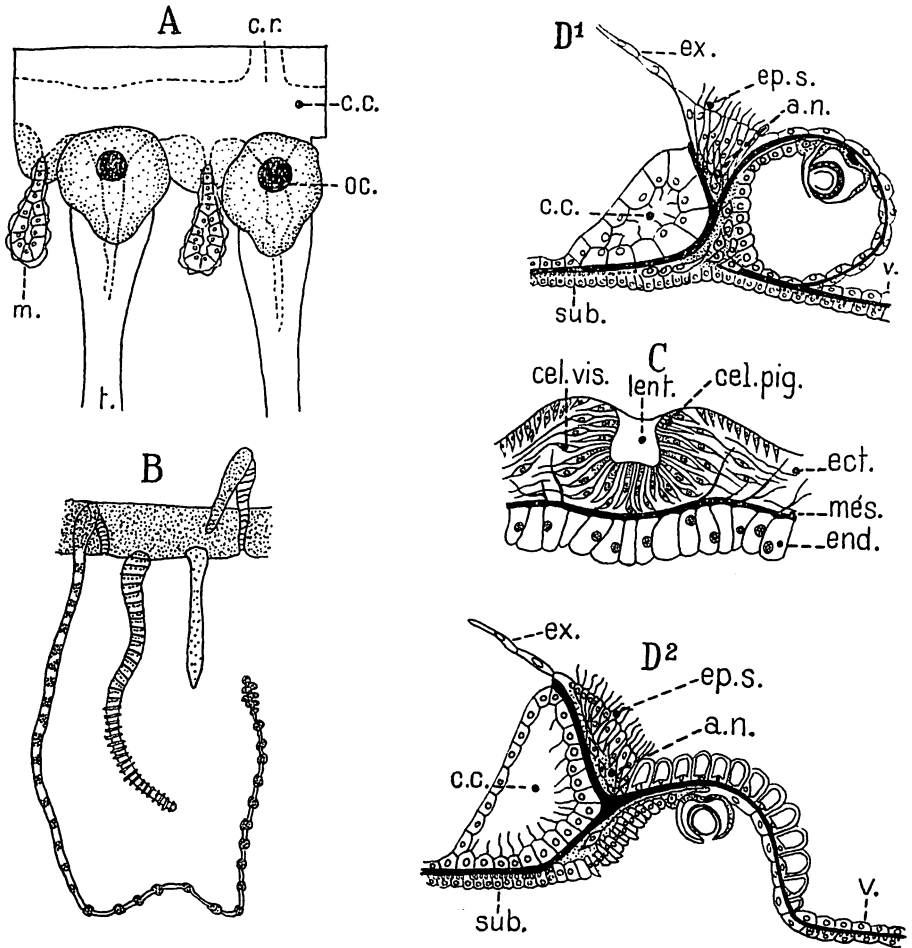 A
c.r.
c.c.
oc.
m.
t.
B
D¹
ex.
ep.s.
a.n.
c.c.
v.
sub.
C
cel.vis.
lent.
cel.pig.
ect.
més.
end.
D²
ex.
ep.s.
a.n.
c.c.
v.
sub.